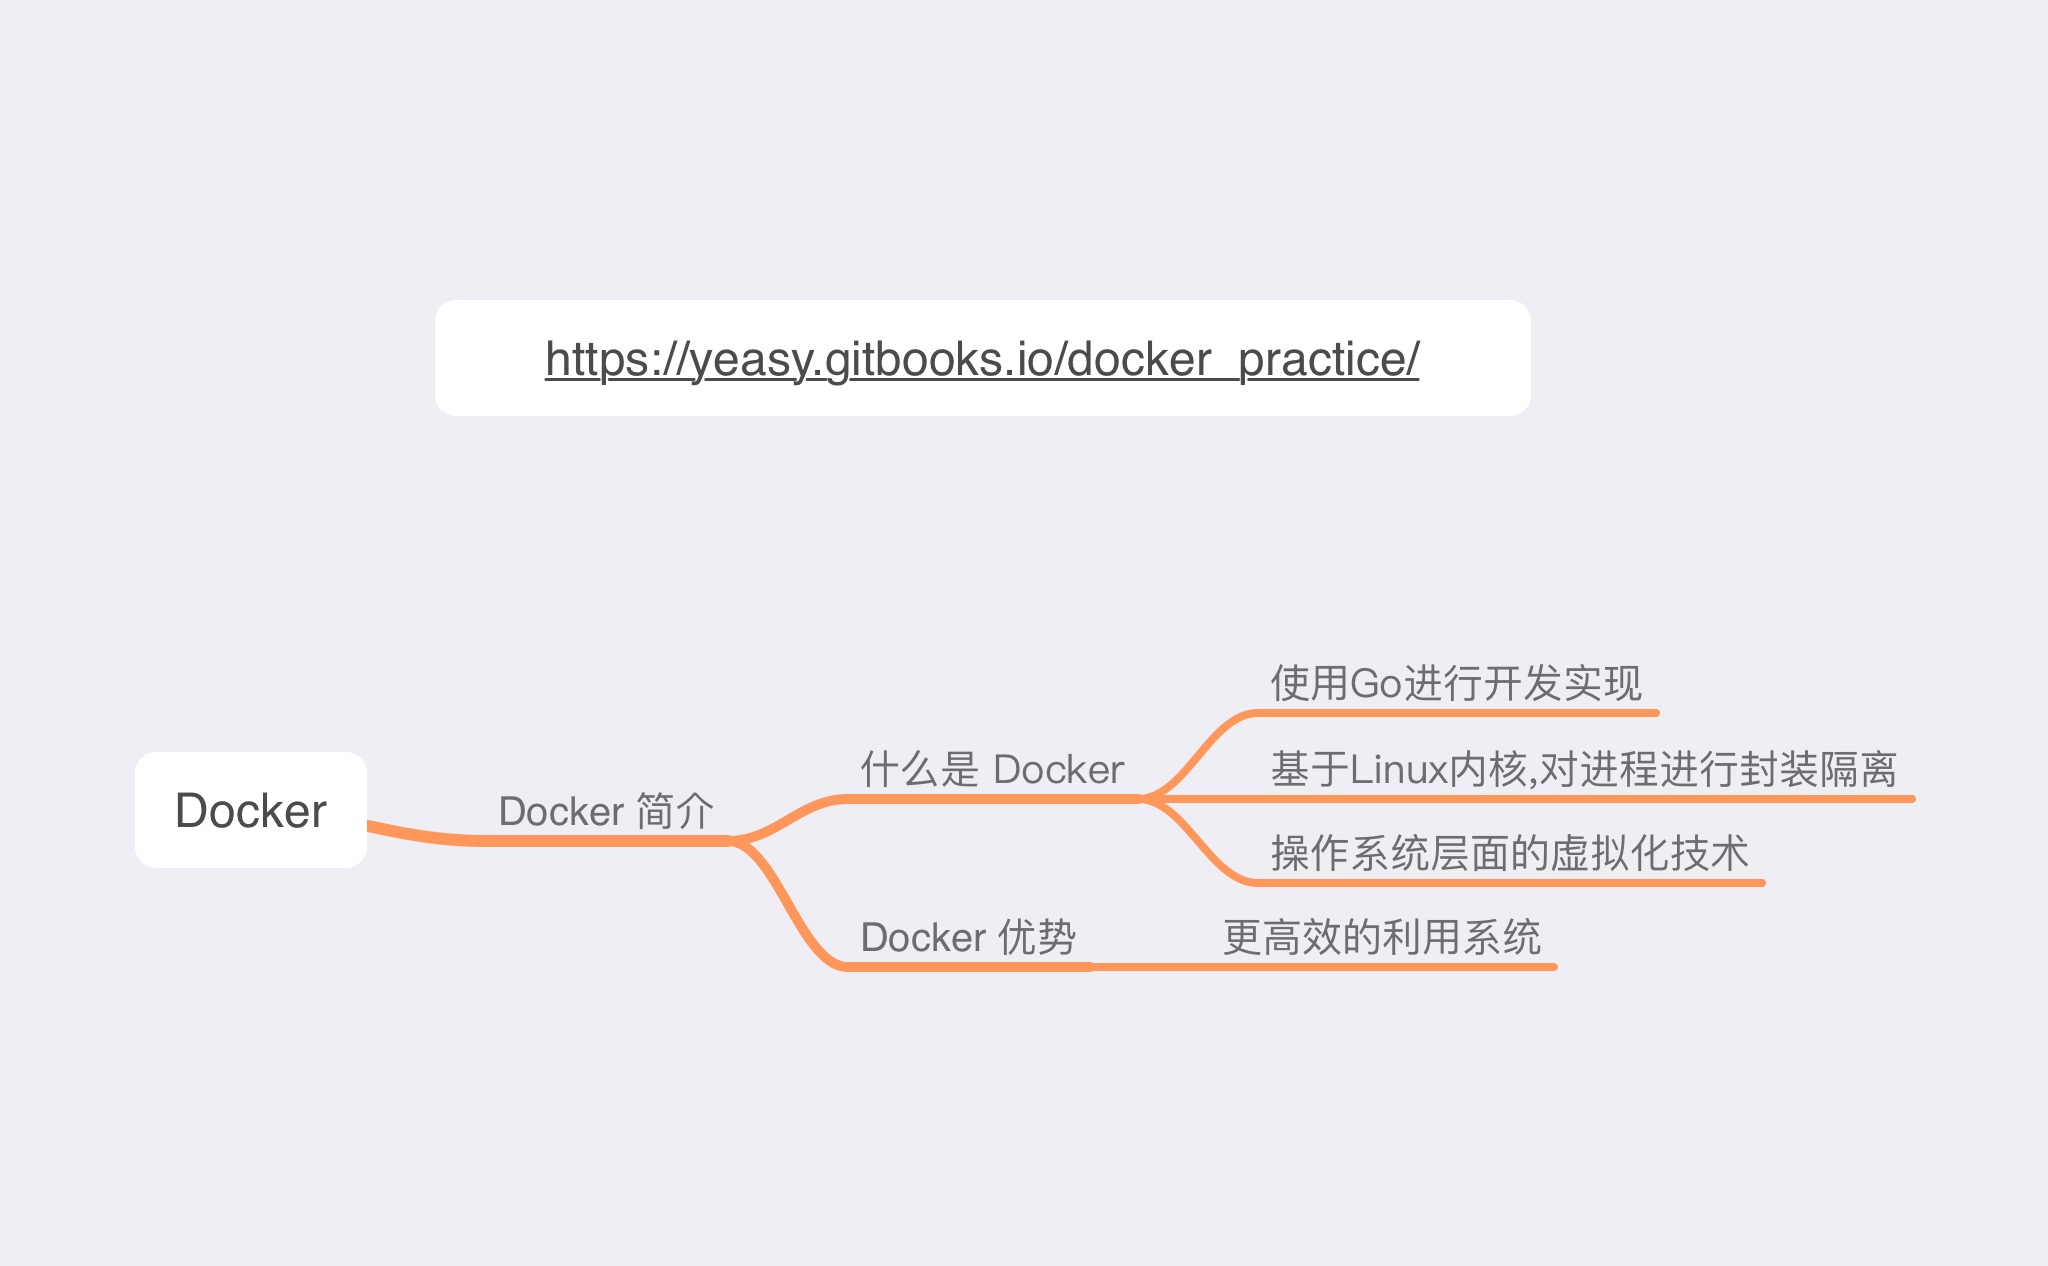 https://yeasy.gitbooks.io/docker_practice/
Docker
Docker 简介
什么是 Docker
使用Go进行开发实现
基于Linux内核,对进程进行封装隔离
操作系统层面的虚拟化技术
Docker 优势
更高效的利用系统